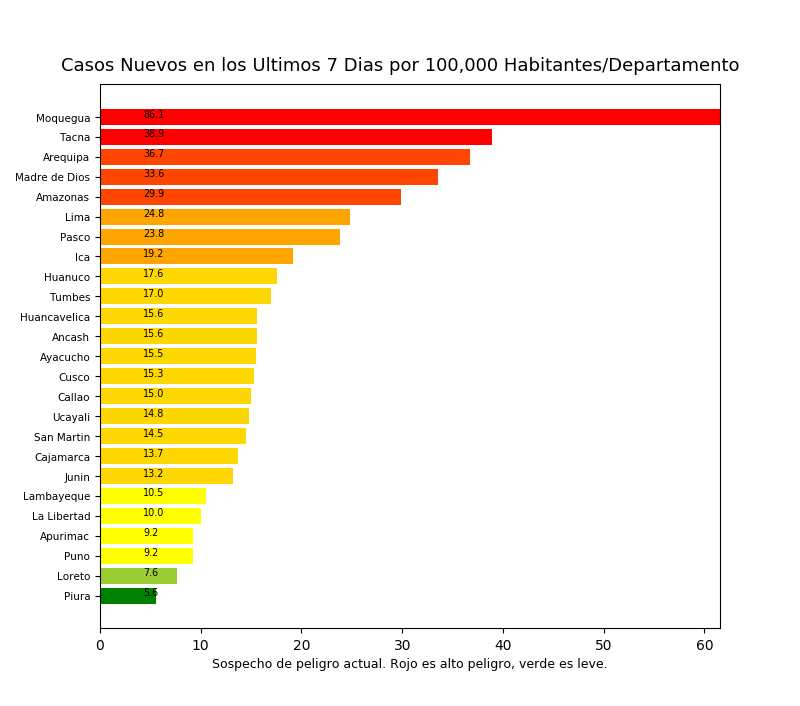 Casos Nuevos en los Ultimos 7 Dias por 100,000 Habitantes/Departamento
Moquegua 86.1
Tacna 38.9
Arequipa 36.7
Madre de Dios 33.6
Amazonas 29.9
Lima 24.8
Pasco 23.8
Ica 19.2
Huanuco 17.6
Tumbes 17.0
Huancavelica 15.6
Ancash 15.6
Ayacucho 15.5
Cusco 15.3
Callao 15.0
Ucayali 14.8
San Martin 14.5
Cajamarca 13.7
Junin 13.2
Lambayeque 10.5
La Libertad 10.0
Apurimac 9.2
Puno 9.2
Loreto 7.6
Piura 5.6
0 10 20 30 40 50 60
Sospecho de peligro actual. Rojo es alto peligro, verde es leve.